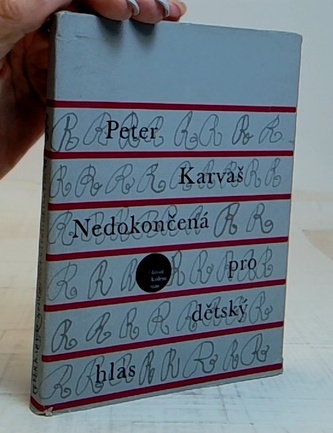 Peter
Karvaš
Nedokončená
pro
dětský
hlas